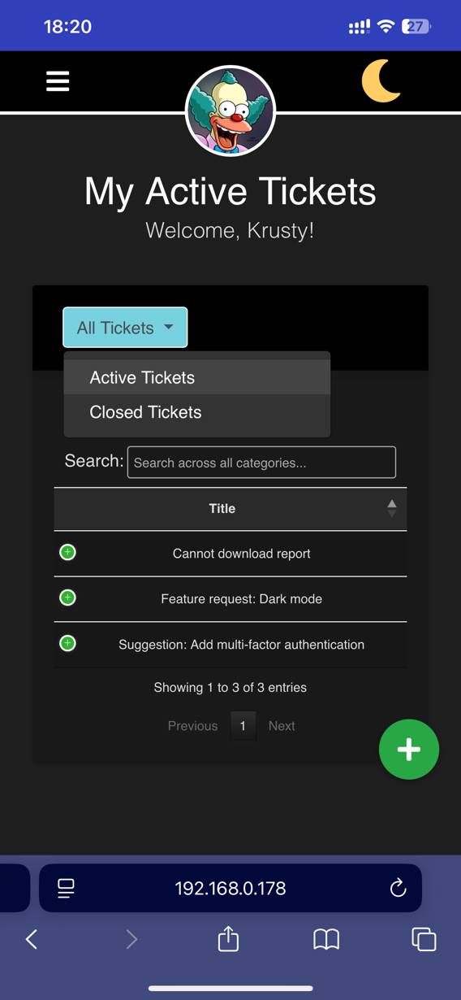 18:20
27
My Active Tickets
Welcome, Krusty!
All Tickets
Active Tickets
Closed Tickets
Search: Search across all categories...
Title
Cannot download report
Feature request: Dark mode
Suggestion: Add multi-factor authentication
Showing 1 to 3 of 3 entries
Previous 1 Next
192.168.0.178